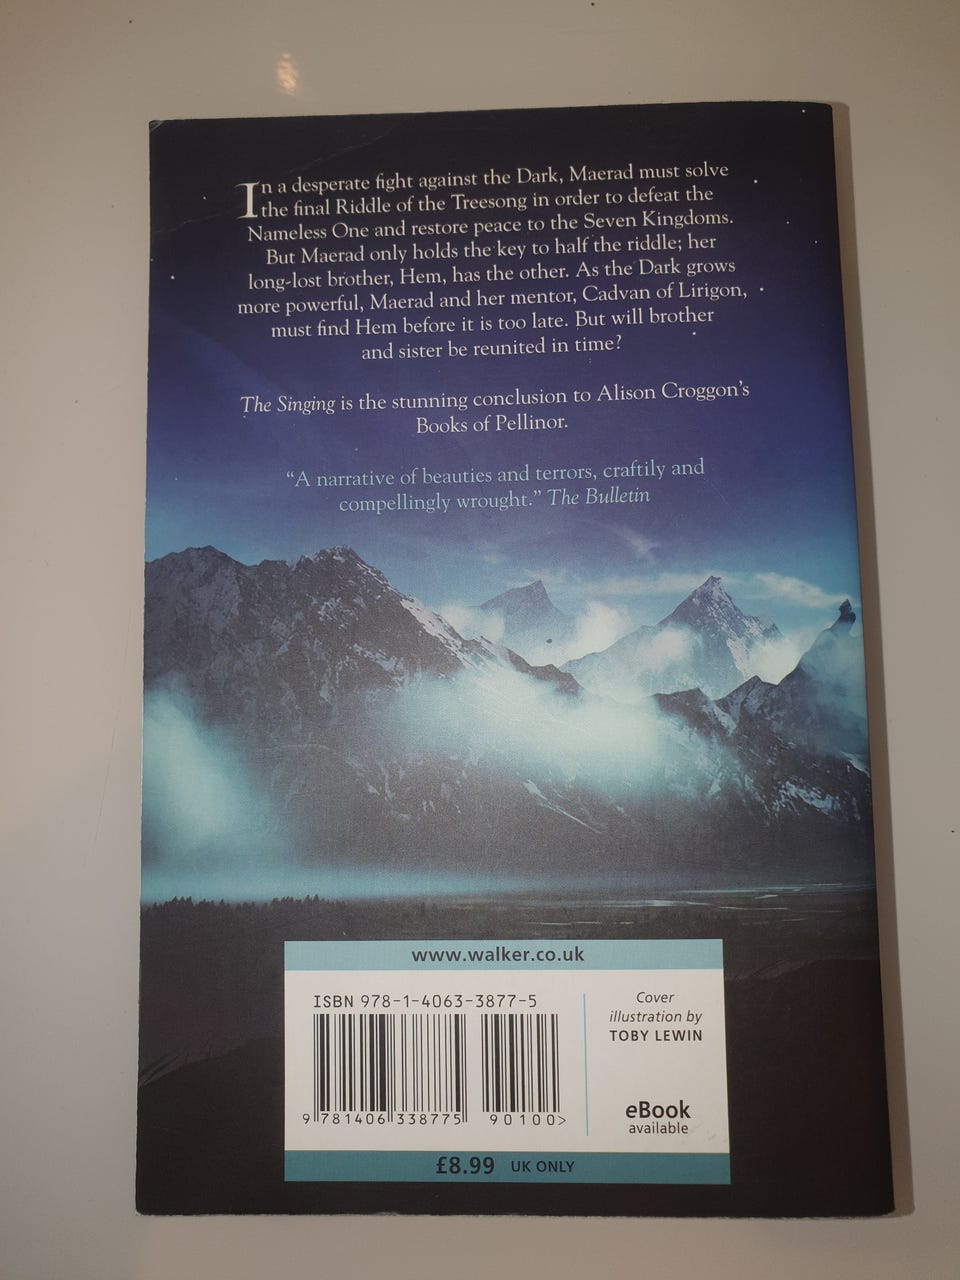 In a desperate fight against the Dark, Maerad must solve
the final Riddle of the Treesong in order to defeat the
Nameless One and restore peace to the Seven Kingdoms.
But Maerad only holds the key to half the riddle; her
long-lost brother, Hem, has the other. As the Dark grows
more powerful, Maerad and her mentor, Cadvan of Lirigon,
must find Hem before it is too late. But will brother
and sister be reunited in time?
The Singing is the stunning conclusion to Alison Croggon’s
Books of Pellinor.
“A narrative of beauties and terrors, craftily and
compellingly wrought.” The Bulletin
www.walker.co.uk
ISBN 978-1-4063-3877-5
9 781406 338775
90100>
Cover
illustration by
TOBY LEWIN
eBook
available
£8.99 UK ONLY